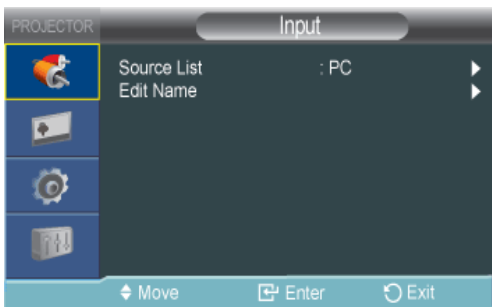 PROJECTOR
Input
Source List : PC
Edit Name
Move Enter Exit